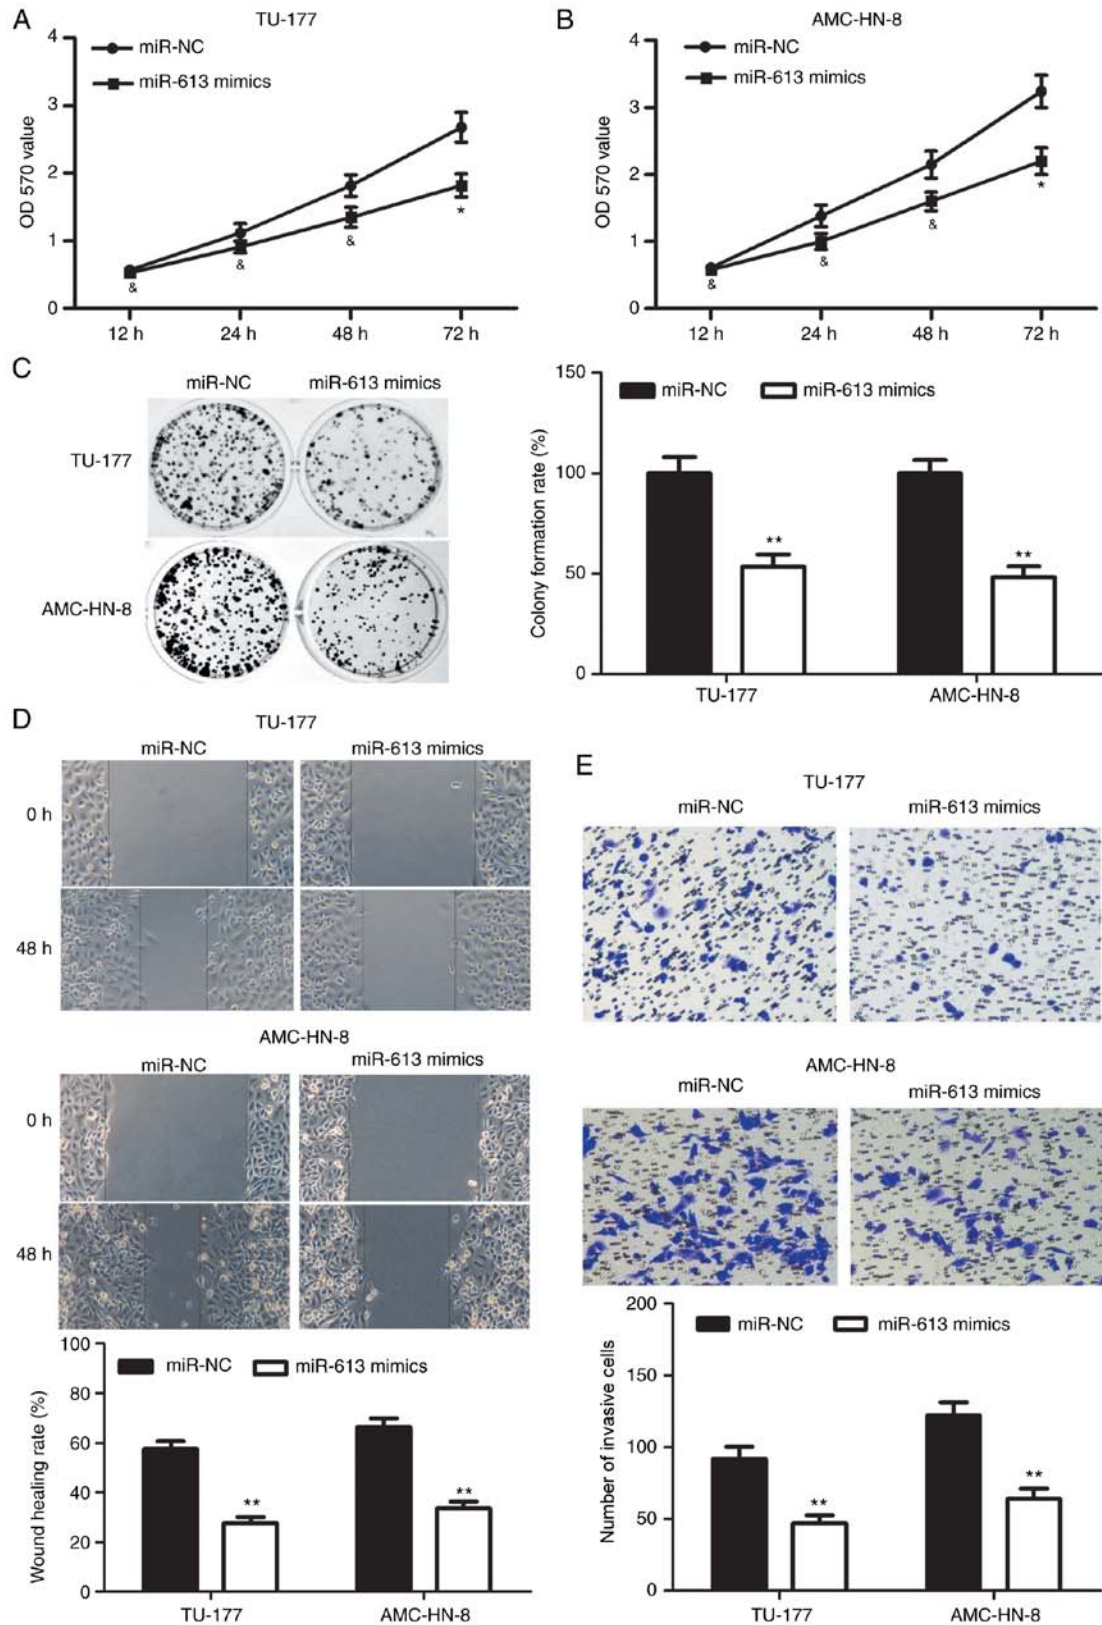 A
TU-177
miR-NC
miR-613 mimics
OD 570 value
4
3
2
1
0
&
&
&
*
12 h
24 h
48 h
72 h
B
AMC-HN-8
miR-NC
miR-613 mimics
OD 570 value
4
3
2
1
0
&
&
&
*
12 h
24 h
48 h
72 h
C
miR-NC
miR-613 mimics
TU-177
AMC-HN-8
Colony formation rate (%)
150
100
50
0
miR-NC
miR-613 mimics
**
**
TU-177
AMC-HN-8
D
TU-177
miR-NC
miR-613 mimics
0 h
48 h
AMC-HN-8
miR-NC
miR-613 mimics
0 h
48 h
Wound healing rate (%)
100
80
60
40
20
0
miR-NC
miR-613 mimics
**
**
TU-177
AMC-HN-8
E
TU-177
miR-NC
miR-613 mimics
AMC-HN-8
miR-NC
miR-613 mimics
Number of invasive cells
200
150
100
50
0
miR-NC
miR-613 mimics
**
**
TU-177
AMC-HN-8